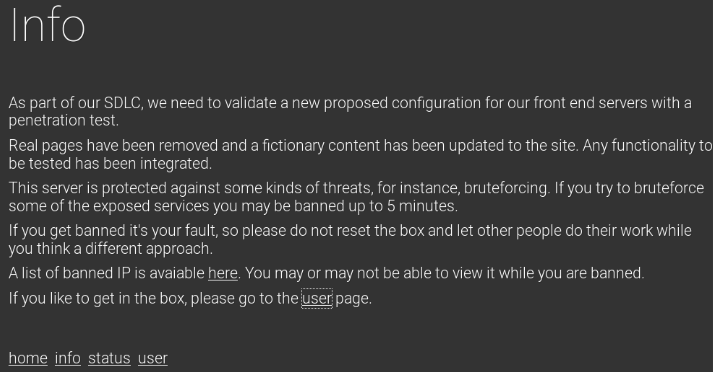 Info
As part of our SDLC, we need to validate a new proposed configuration for our front end servers with a
penetration test.
Real pages have been removed and a fictionary content has been updated to the site. Any functionality to
be tested has been integrated.
This server is protected against some kinds of threats, for instance, bruteforcing. If you try to bruteforce
some of the exposed services you may be banned up to 5 minutes.
If you get banned it's your fault, so please do not reset the box and let other people do their work while
you think a different approach.
A list of banned IP is avaiable here. You may or may not be able to view it while you are banned.
If you like to get in the box, please go to the user page.
home info status user